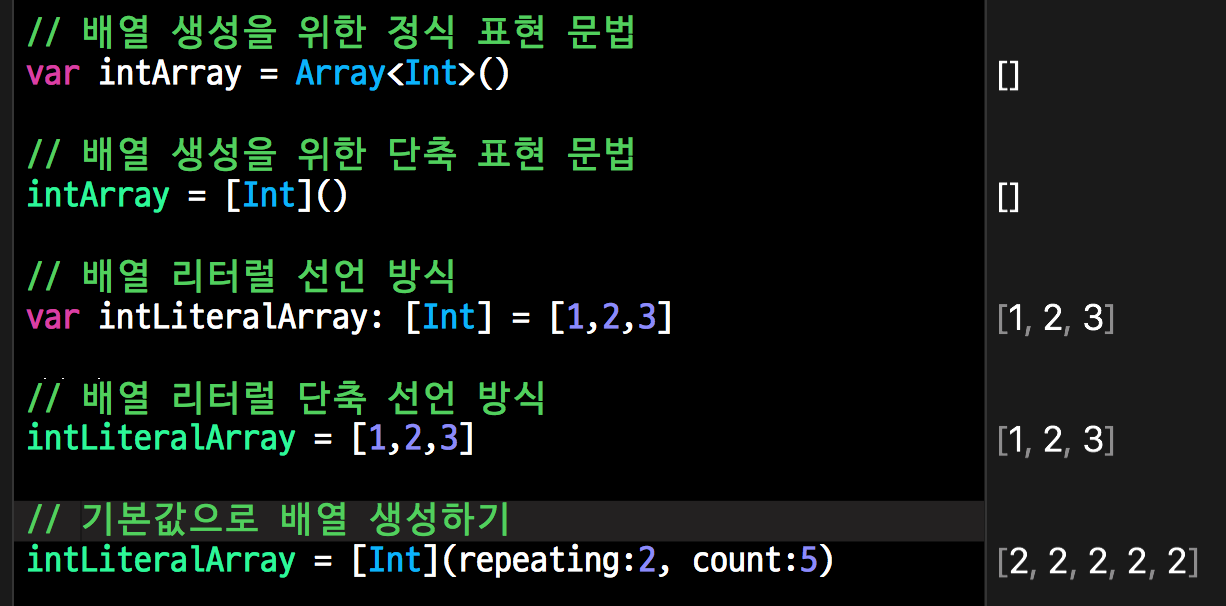 // 배열 생성을 위한 정식 표현 문법
var intArray = Array<Int>() []
// 배열 생성을 위한 단축 표현 문법
intArray = [Int]() []
// 배열 리터럴 선언 방식
var intLiteralArray: [Int] = [1,2,3] [1, 2, 3]
// 배열 리터럴 단축 선언 방식
intLiteralArray = [1,2,3] [1, 2, 3]
// 기본값으로 배열 생성하기
intLiteralArray = [Int](repeating:2, count:5) [2, 2, 2, 2, 2]